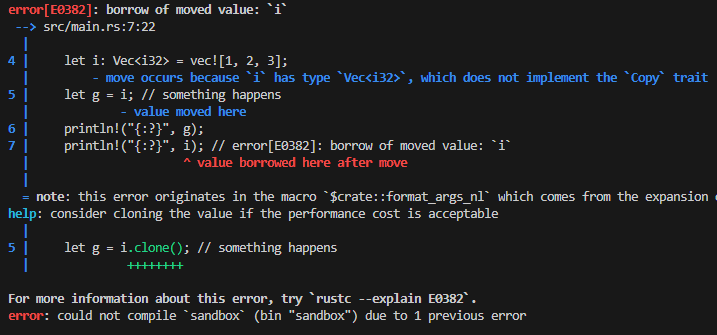 error[E0382]: borrow of moved value: `i`
 --> src/main.rs:7:22
  |
4 |     let i: Vec<i32> = vec![1, 2, 3];
  |         - move occurs because `i` has type `Vec<i32>`, which does not implement the `Copy` trait
5 |     let g = i; // something happens
  |             - value moved here
6 |     println!("{:?}", g);
7 |     println!("{:?}", i); // error[E0382]: borrow of moved value: `i`
  |                      ^ value borrowed here after move
  |
  = note: this error originates in the macro `$crate::format_args_nl` which comes from the expansion
help: consider cloning the value if the performance cost is acceptable
  |
5 |     let g = i.clone(); // something happens
  |              ++++++++

For more information about this error, try `rustc --explain E0382`.
error: could not compile `sandbox` (bin "sandbox") due to 1 previous error